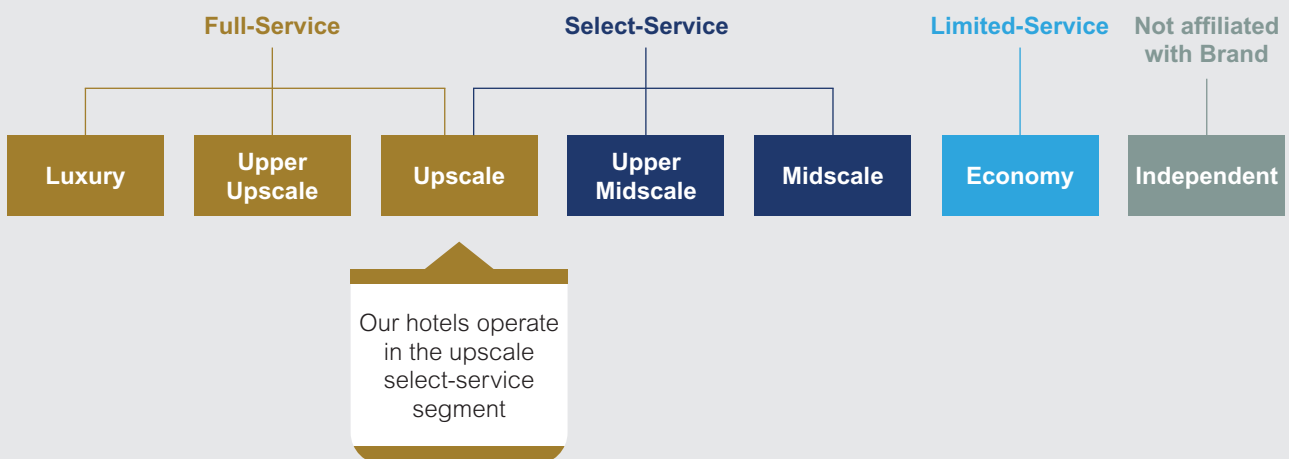 Full-Service
Select-Service
Limited-Service
Not affiliated
with Brand
Luxury
Upper
Upscale
Upscale
Upper
Midscale
Midscale
Economy
Independent
Our hotels operate
in the upscale
select-service
segment